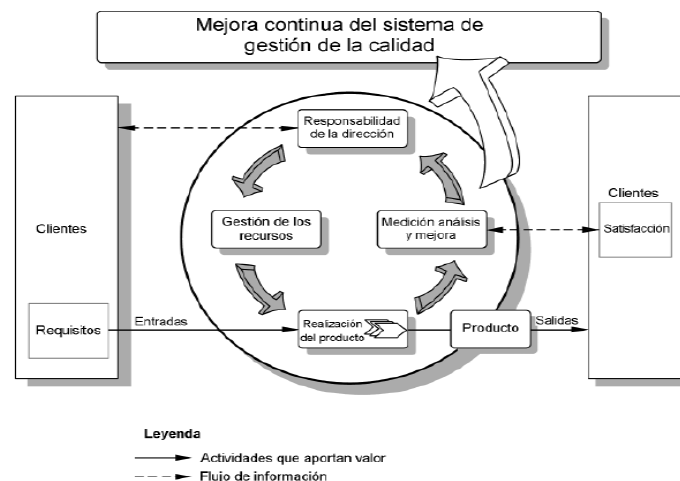 Mejora continua del sistema de
gestión de la calidad
Responsabilidad
de la dirección
Clientes
Clientes
Gestión de los
recursos
Medición análisis
y mejora
Satisfacción
Requisitos
Entradas
Realización
del producto
Producto
Salidas
Leyenda
Actividades que aportan valor
Flujo de información